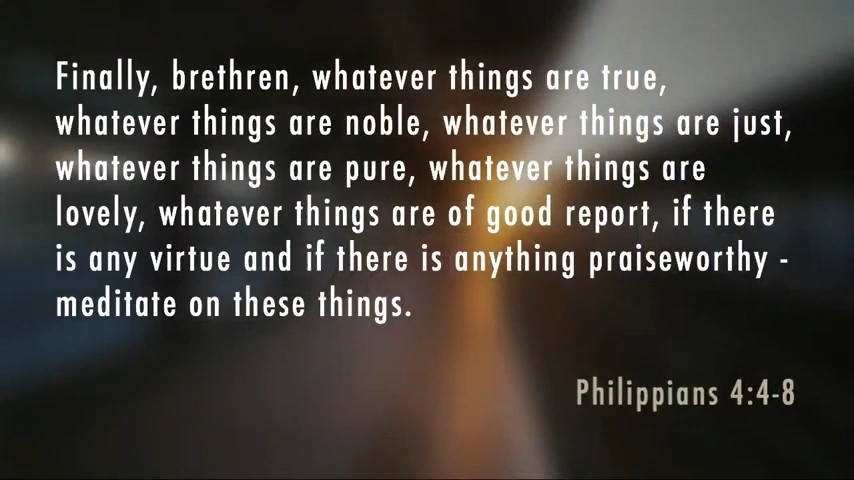 Finally, brethren, whatever things are true,
whatever things are noble, whatever things are just,
whatever things are pure, whatever things are
lovely, whatever things are of good report, if there
is any virtue and if there is anything praiseworthy -
meditate on these things.
Philippians 4:4-8